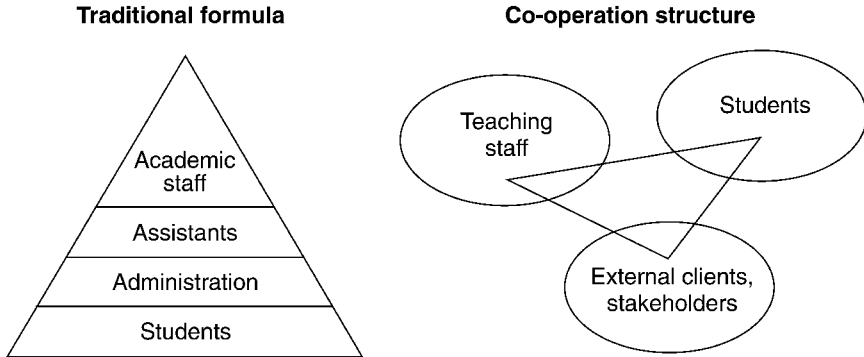 Traditional formula
Academic
staff
Assistants
Administration
Students
Co-operation structure
Teaching
staff
Students
External clients,
stakeholders